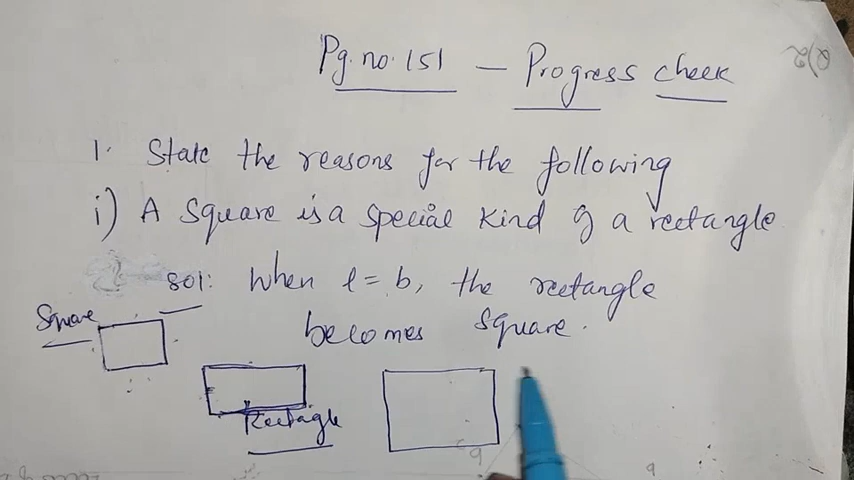 Pg. no. 151 — Progress check
1. State the reasons for the following
i) A square is a special kind of a rectangle
sol: When l = b, the rectangle
becomes square.
Square
Rectagle